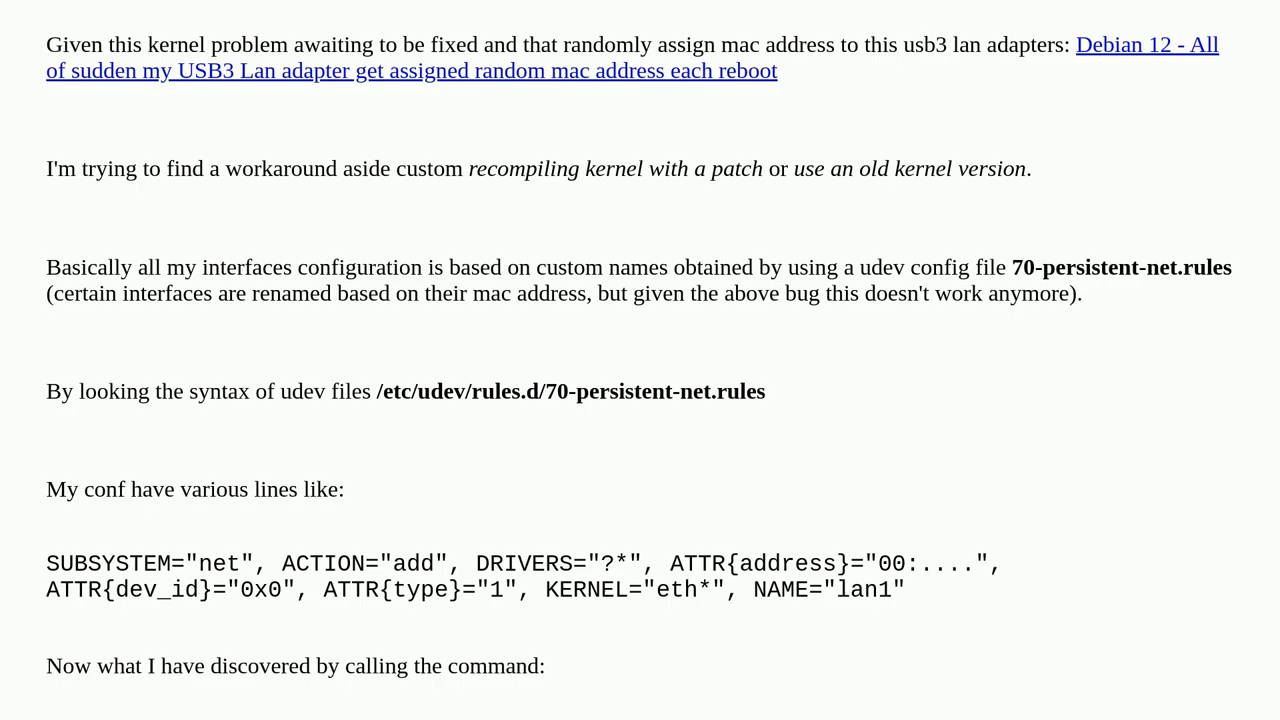 Given this kernel problem awaiting to be fixed and that randomly assign mac address to this usb3 lan adapters: Debian 12 - All
of sudden my USB3 Lan adapter get assigned random mac address each reboot
I'm trying to find a workaround aside custom recompiling kernel with a patch or use an old kernel version.
Basically all my interfaces configuration is based on custom names obtained by using a udev config file 70-persistent-net.rules
(certain interfaces are renamed based on their mac address, but given the above bug this doesn't work anymore).
By looking the syntax of udev files /etc/udev/rules.d/70-persistent-net.rules
My conf have various lines like:
SUBSYSTEM="net", ACTION="add", DRIVERS="?*", ATTR{address}="00:....",
ATTR{dev_id}="0x0", ATTR{type}="1", KERNEL="eth*", NAME="lan1"
Now what I have discovered by calling the command: